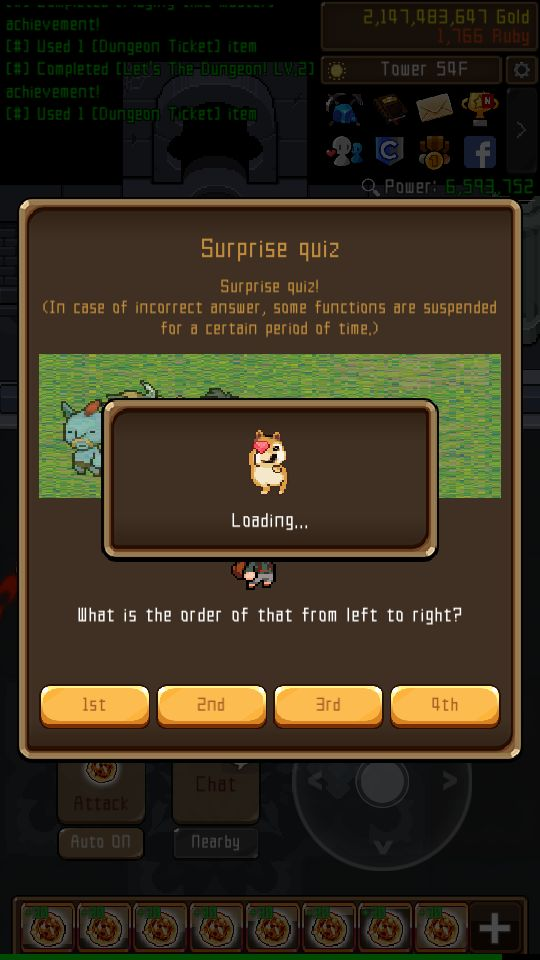 achievement!
[#] Used 1 [Dungeon Ticket] item
[#] Completed [Let's The Dungeon! LV.2]
achievement!
[#] Used 1 [Dungeon Ticket] item
2,147,483,647 Gold
1,766 Ruby
Tower 54F
N
C
f
Power: 6,593,752
Surprise quiz
Surprise quiz!
(In case of incorrect answer, some functions are suspended
for a certain period of time.)
Loading...
What is the order of that from left to right?
1st 2nd 3rd 4th
Attack Chat
Auto ON Nearby